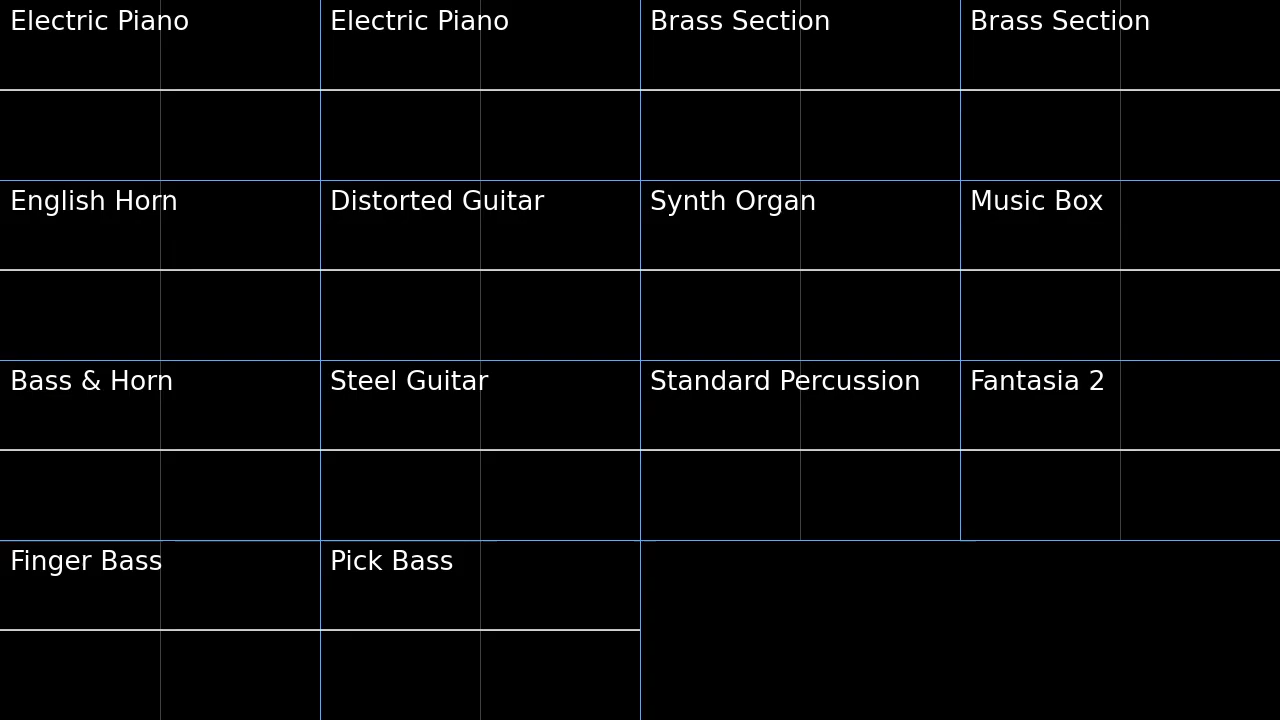 Electric Piano
Electric Piano
Brass Section
Brass Section
English Horn
Distorted Guitar
Synth Organ
Music Box
Bass & Horn
Steel Guitar
Standard Percussion
Fantasia 2
Finger Bass
Pick Bass